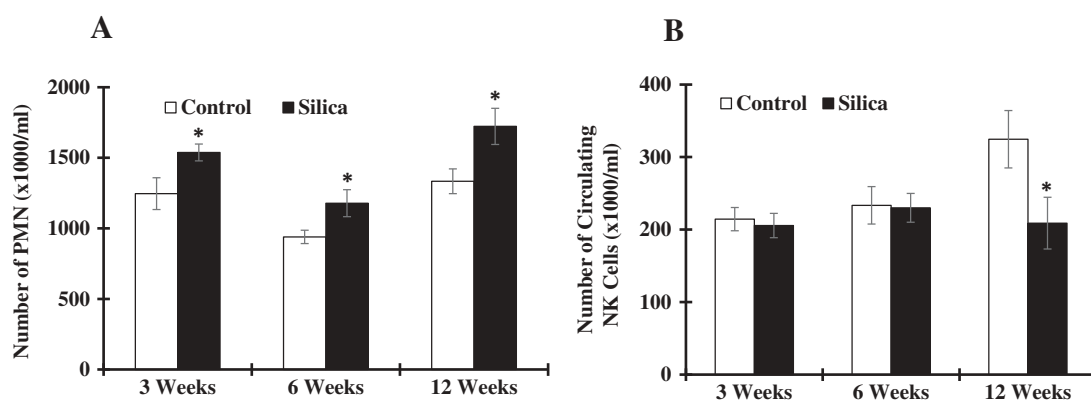 A
Number of PMN (x1000/ml)
2000
1500
1000
500
0
Control Silica
*
*
*
3 Weeks 6 Weeks 12 Weeks
B
Number of Circulating
NK Cells (x1000/ml)
400
300
200
100
0
Control Silica
*
3 Weeks 6 Weeks 12 Weeks